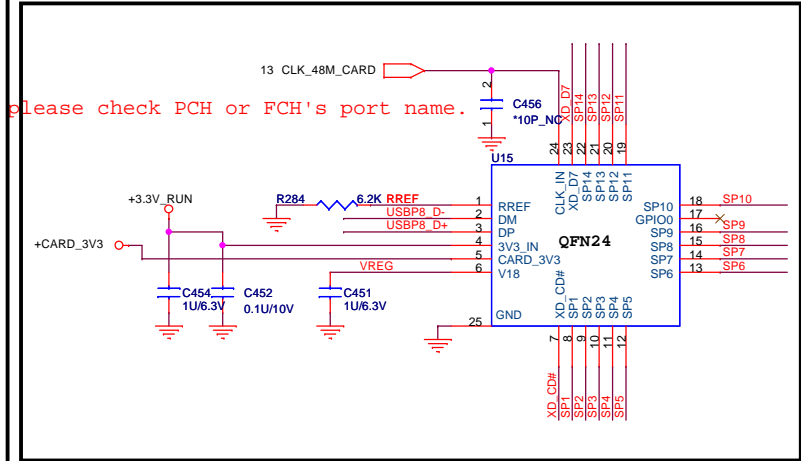 13 CLK_48M_CARD
please check PCH or FCH's port name.
2
1
C456
*10P_NC
XD_D7
SP14
SP13
SP12
SP11
24
23
22
21
20
19
U15
CLK_IN
XD_D7
SP14
SP13
SP12
SP11
+3.3V_RUN
+CARD_3V3
R284
6.2K
RREF
USBP8_D-
USBP8_D+
VREG
1
2
3
4
5
6
RREF
DM
DP
3V3_IN
CARD_3V3
V18
QFN24
SP10
GPIO0
SP9
SP8
SP7
SP6
18
17
16
15
14
13
SP10
SP9
SP8
SP7
SP6
C454
1U/6.3V
C452
0.1U/10V
C451
1U/6.3V
25
GND
XD_CD#
SP1
SP2
SP3
SP4
SP5
7
8
9
10
11
12
XD_CD#
SP1
SP2
SP3
SP4
SP5